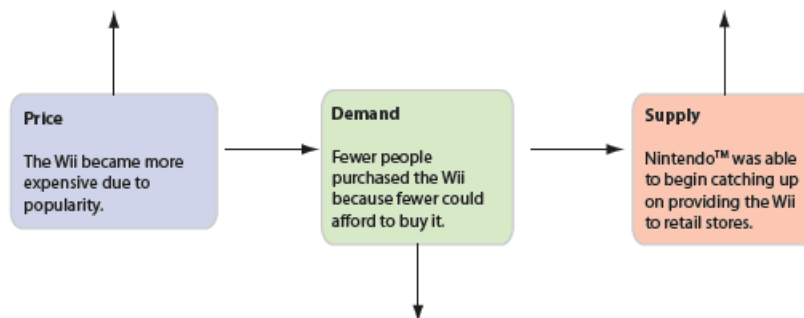 Price
The Wii became more
expensive due to
popularity.
Demand
Fewer people
purchased the Wii
because fewer could
afford to buy it.
Supply
Nintendo™ was able
to begin catching up
on providing the Wii
to retail stores.